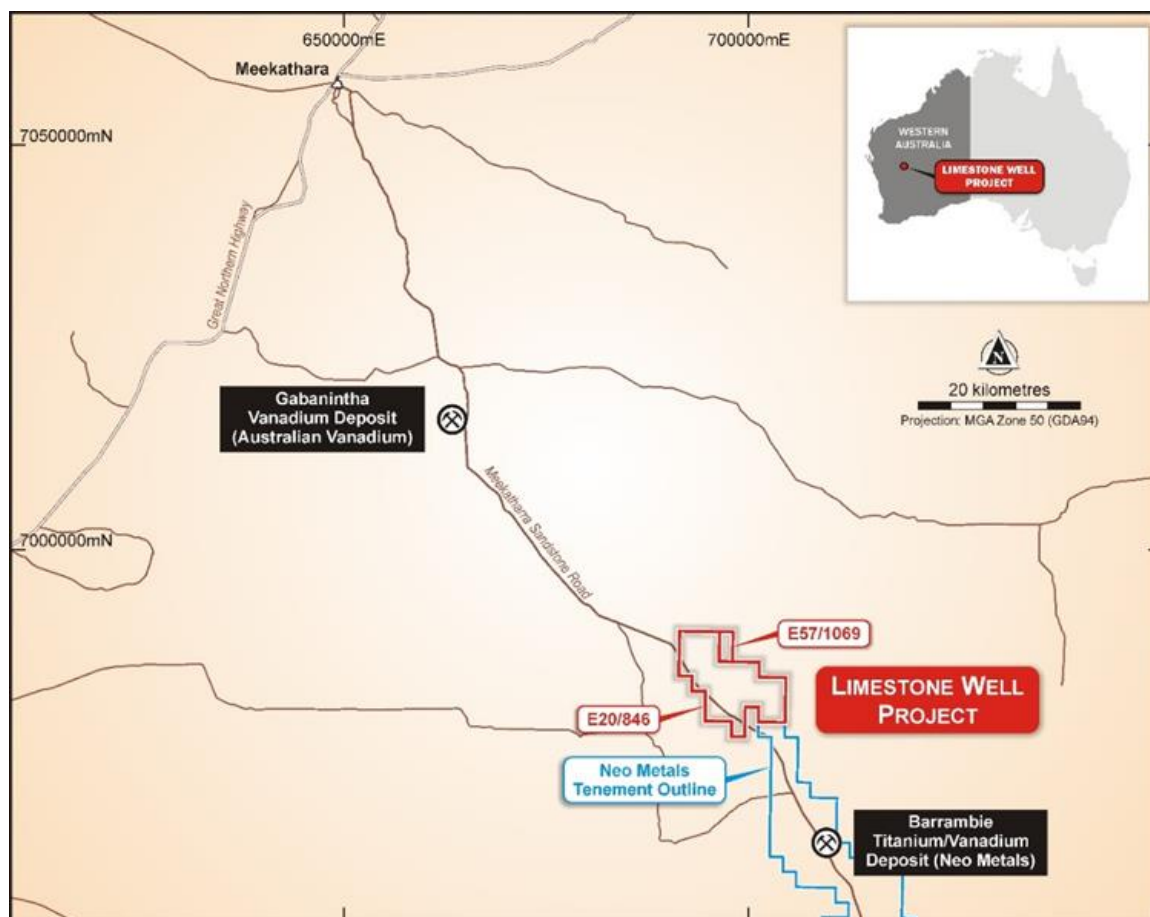 650000mE
700000mE
Meekathara
7050000mN
WESTERN
AUSTRALIA
LIMESTONE WELL
PROJECT
Great Northern Highway
N
20 kilometres
Projection: MGA Zone 50 (GDA94)
Gabanintha
Vanadium Deposit
(Australian Vanadium)
Meekatharra Sandstone Road
7000000mN
E57/1069
LIMESTONE WELL
PROJECT
E20/846
Neo Metals
Tenement Outline
Barrambie
Titanium/Vanadium
Deposit (Neo Metals)